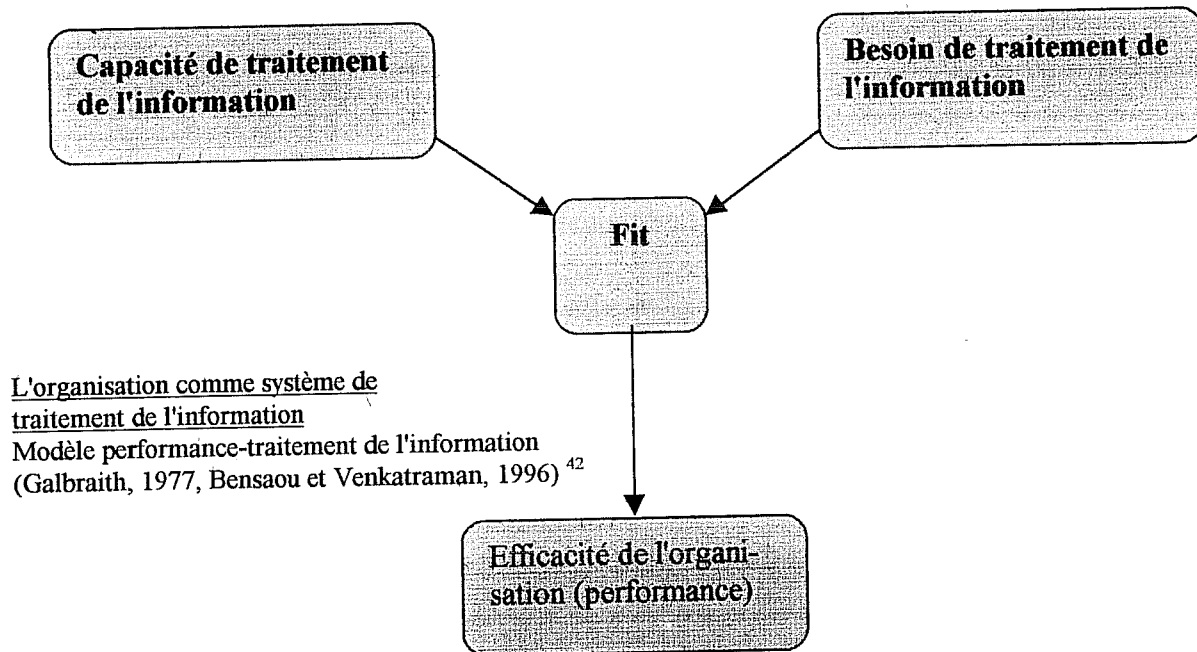 Capacité de traitement
de l'information
Besoin de traitement de
l'information
Fit
L'organisation comme système de
traitement de l'information
Modèle performance-traitement de l'information
(Galbraith, 1977, Bensaou et Venkatraman, 1996) 42
Efficacité de l'organi-
sation (performance)